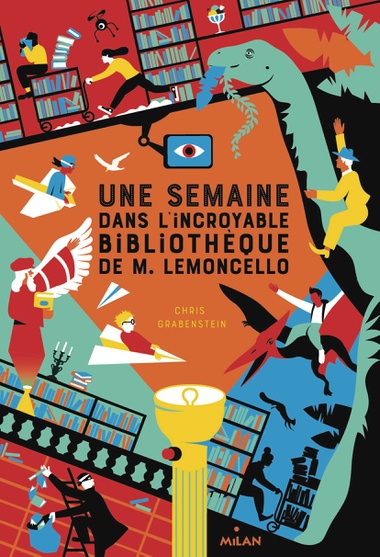 UNE SEMAINE
DANS L'iNCROYABLE
BiBLiOTHÈQUE
DE M. LEMONCELLO
CHRIS
GRABENSTEIN
MiLAN